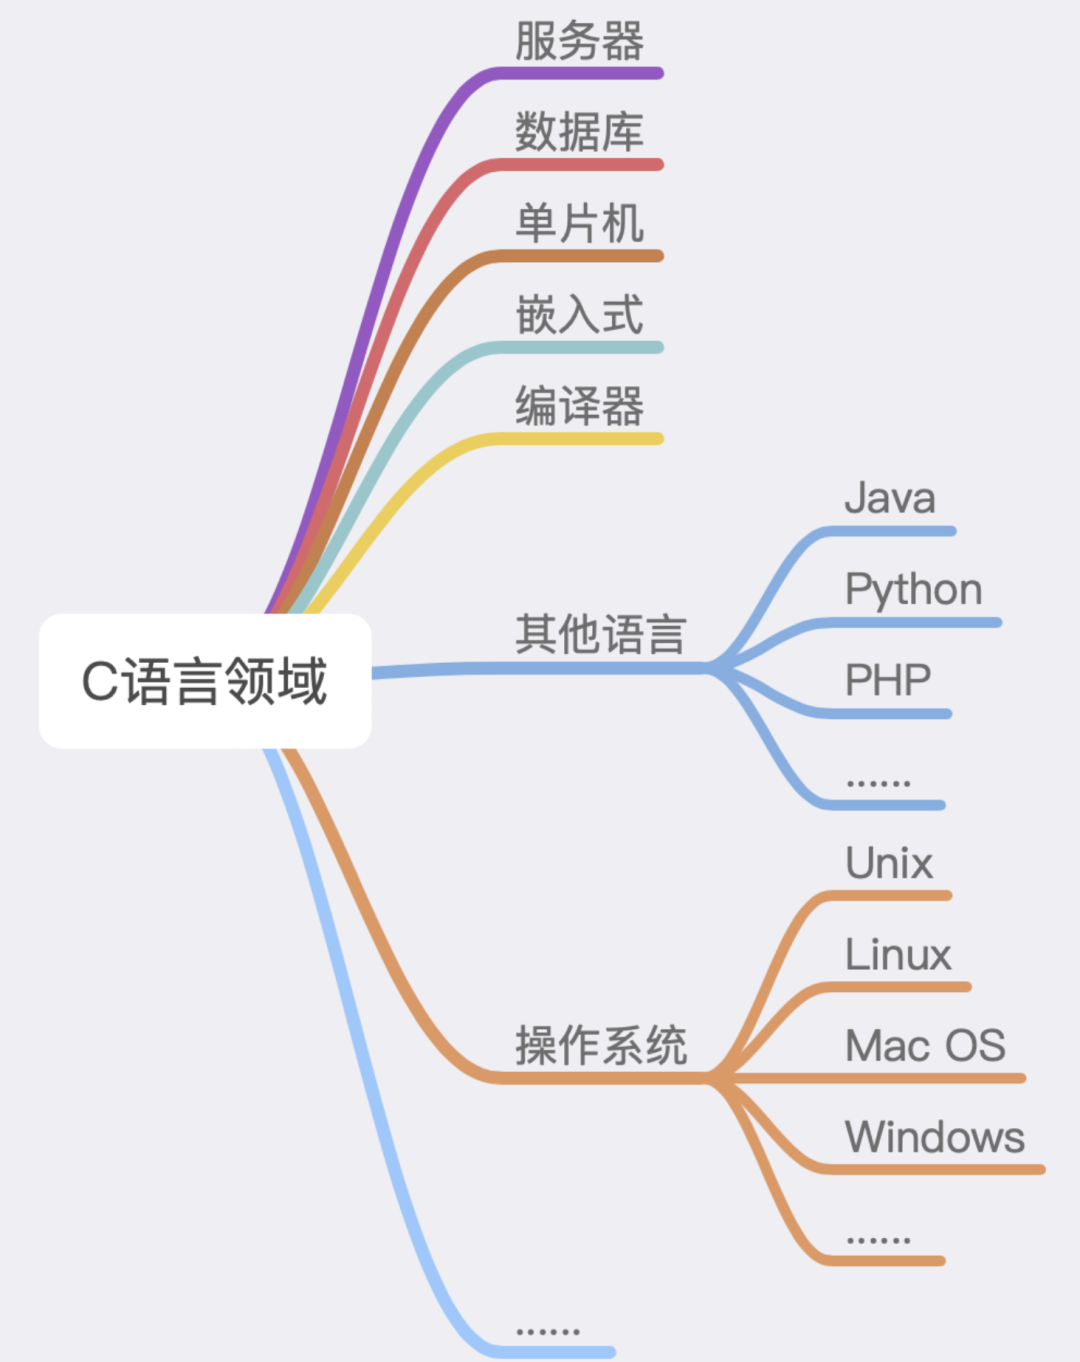 服务器
数据库
单片机
嵌入式
编译器
Java
Python
其他语言
PHP
C语言领域
......
Unix
Linux
操作系统
Mac OS
Windows
......
......